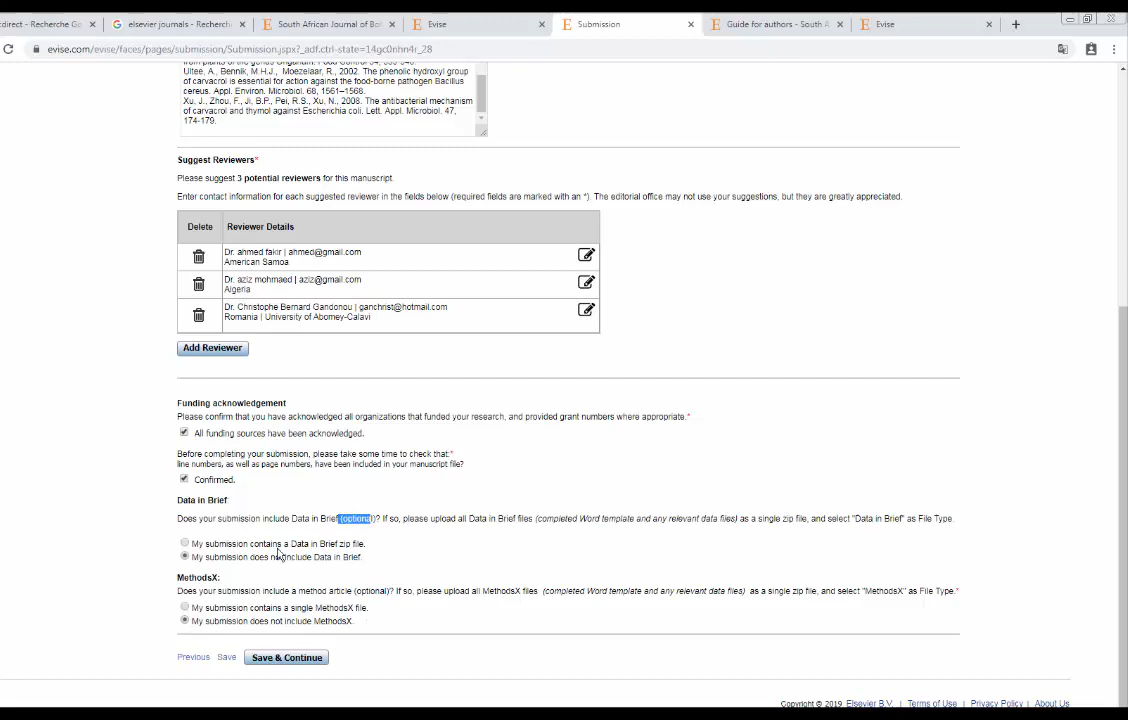 direct - Recherche Go
elsevier journals - Recherche
South African Journal of Bo
Evise
Submission
Guide for authors - South A
Evise
evise.com/evise/faces/pages/submission/Submission.jspx?_adf.ctrl-state=14gc0nhn4r_28
Ultee, A., Bennik, M.H.J., Moezelaar, R., 2002. The phenolic hydroxyl group
of carvacrol is essential for action against the food-borne pathogen Bacillus
cereus. Appl. Environ. Microbiol. 68, 1561–1568.
Xu, J., Zhou, F., Ji, B.P., Pei, R.S., Xu, N., 2008. The antibacterial mechanism
of carvacrol and thymol against Escherichia coli. Lett. Appl. Microbiol. 47,
174-179.
Suggest Reviewers*
Please suggest 3 potential reviewers for this manuscript.
Enter contact information for each suggested reviewer in the fields below (required fields are marked with an *). The editorial office may not use your suggestions, but they are greatly appreciated.
Delete Reviewer Details
Dr. ahmed fakir | ahmed@gmail.com
American Samoa
Dr. aziz mohmaed | aziz@gmail.com
Algeria
Dr. Christophe Bernard Gandonou | ganchrist@hotmail.com
Romania | University of Abomey-Calavi
Add Reviewer
Funding acknowledgement
Please confirm that you have acknowledged all organizations that funded your research, and provided grant numbers where appropriate.*
All funding sources have been acknowledged.
Before completing your submission, please take some time to check that:*
line numbers, as well as page numbers, have been included in your manuscript file?
Confirmed.
Data in Brief
Does your submission include Data in Brief (optional)? If so, please upload all Data in Brief files (completed Word template and any relevant data files) as a single zip file, and select "Data in Brief" as File Type.
My submission contains a Data in Brief zip file.
My submission does not include Data in Brief.
MethodsX:
Does your submission include a method article (optional)? If so, please upload all MethodsX files (completed Word template and any relevant data files) as a single zip file, and select "MethodsX" as File Type.*
My submission contains a single MethodsX file.
My submission does not include MethodsX.
Previous Save Save & Continue
Copyright © 2019 Elsevier B.V. | Terms of Use | Privacy Policy | About Us